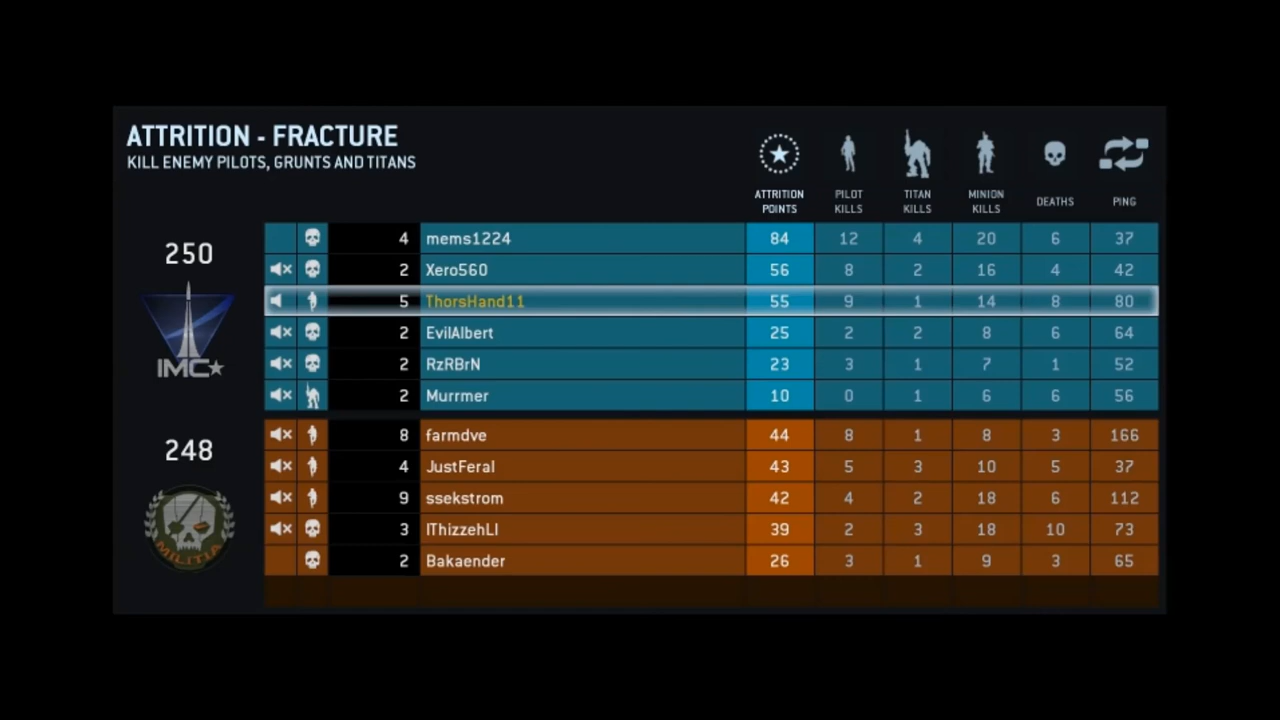 ATTRITION - FRACTURE
KILL ENEMY PILOTS, GRUNTS AND TITANS
ATTRITION POINTS PILOT KILLS TITAN KILLS MINION KILLS DEATHS PING
250
IMC
4 mems1224 84 12 4 20 6 37
2 Xero560 56 8 2 16 4 42
5 ThorsHand11 55 9 1 14 8 80
2 EvilAlbert 25 2 2 8 6 64
2 RzRBrN 23 3 1 7 1 52
2 Murrmer 10 0 1 6 6 56
248
MILITIA
8 farmdve 44 8 1 8 3 166
4 JustFeral 43 5 3 10 5 37
9 ssekstrom 42 4 2 18 6 112
3 IThizzehLI 39 2 3 18 10 73
2 Bakaender 26 3 1 9 3 65